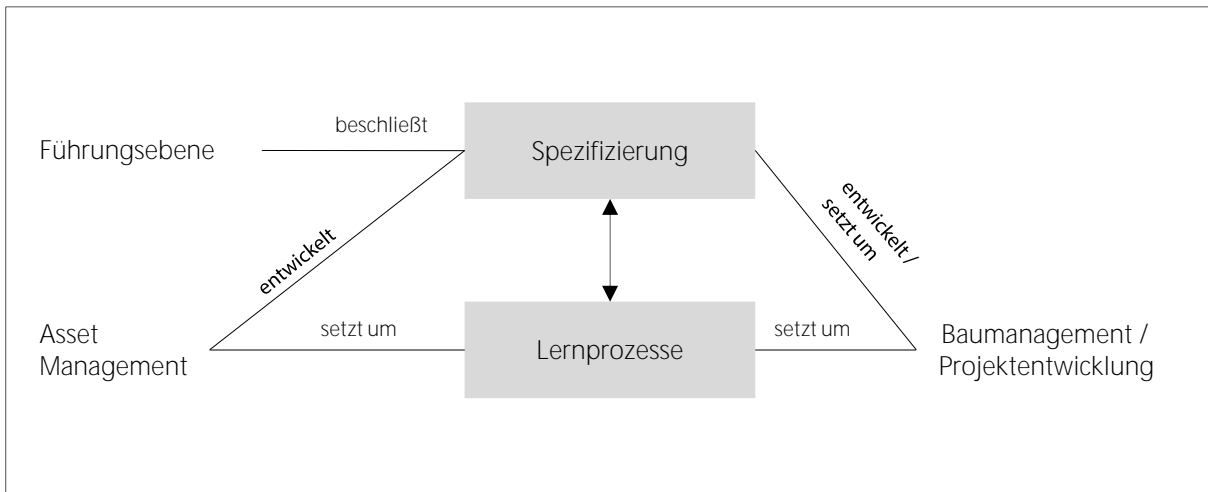 beschließt
Führungsebene
Spezifizierung
entwickelt
entwickelt /
setzt um
Asset
Management
setzt um
Lernprozesse
setzt um
Baumanagement /
Projektentwicklung